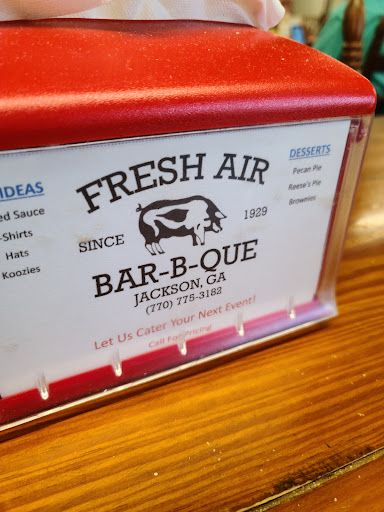 IDEAS
ed Sauce
-Shirts
Hats
Koozies
FRESH AIR
SINCE 1929
BAR-B-QUE
JACKSON, GA
(770) 775-3182
Let Us Cater Your Next Event!
Call For Pricing
DESSERTS
Pecan Pie
Reese's Pie
Brownies